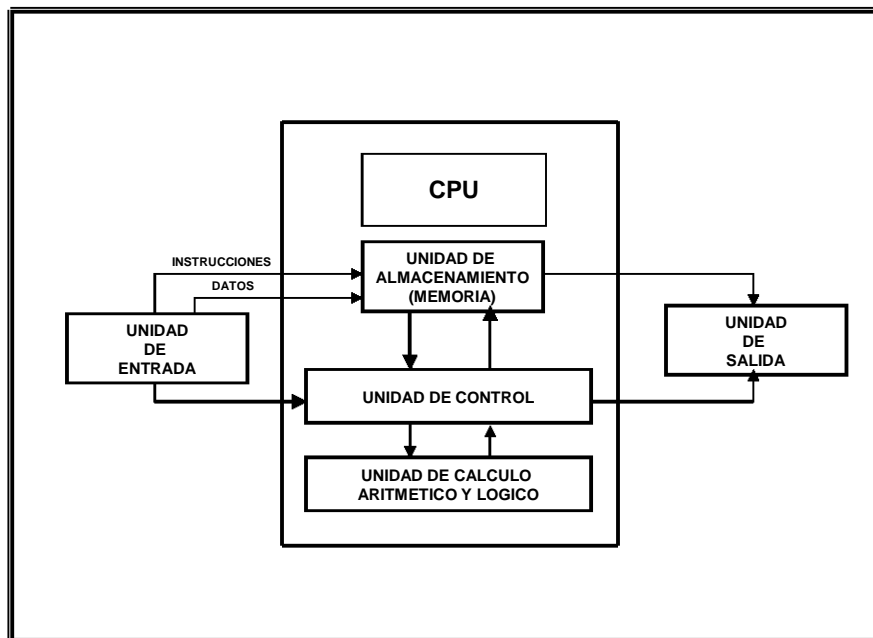 CPU
INSTRUCCIONES
DATOS
UNIDAD DE
ALMACENAMIENTO
(MEMORIA)
UNIDAD
DE
ENTRADA
UNIDAD
DE
SALIDA
UNIDAD DE CONTROL
UNIDAD DE CALCULO
ARITMETICO Y LOGICO